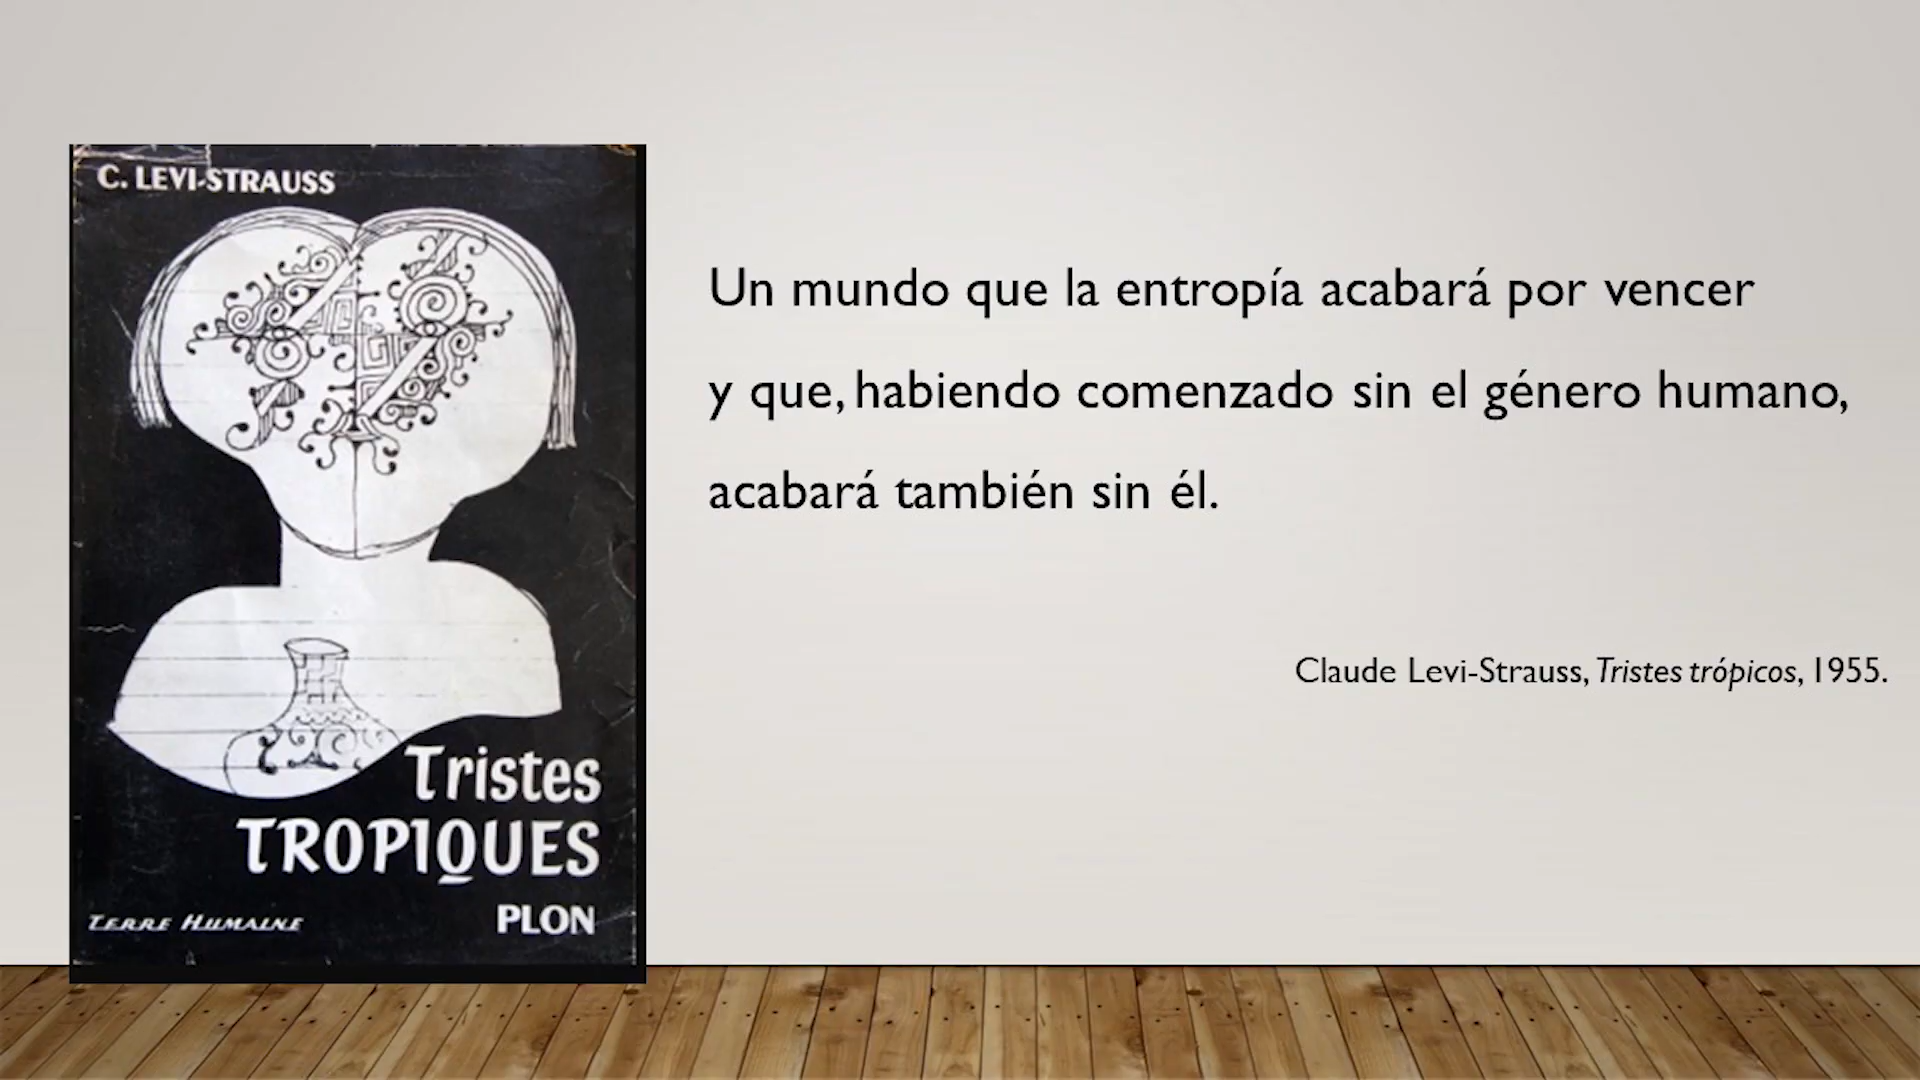 C. LEVI-STRAUSS
Tristes
TROPIQUES
TERRE HUMAINE
PLON
Un mundo que la entropía acabará por vencer
y que, habiendo comenzado sin el género humano,
acabará también sin él.
Claude Levi-Strauss, Tristes trópicos, 1955.